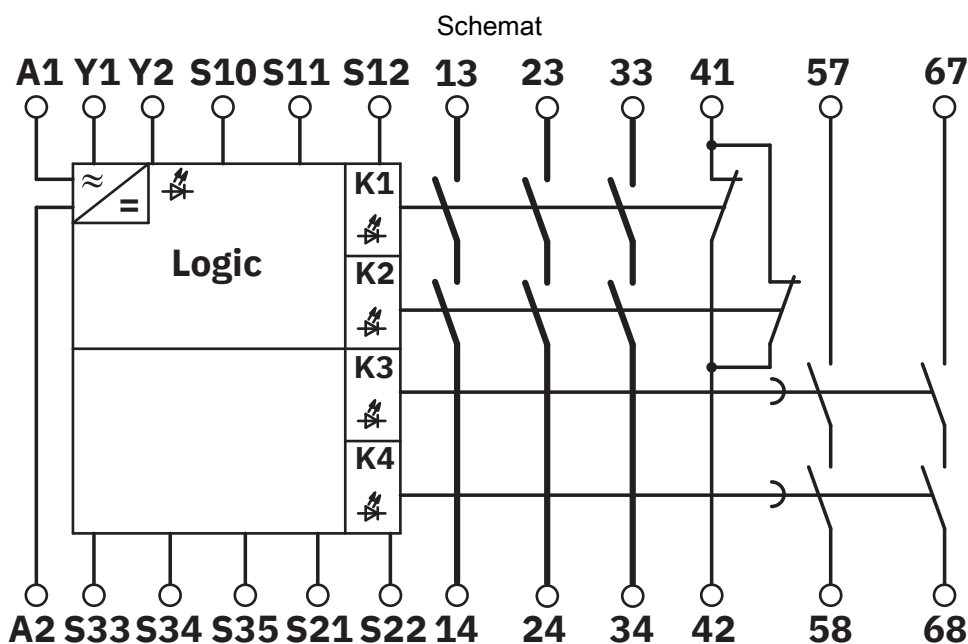 Schemat
A1 Y1 Y2 S10 S11 S12 13 23 33 41 57 67
≈
=
K1
Logic
K2
K3
K4
A2 S33 S34 S35 S21 S22 14 24 34 42 58 68